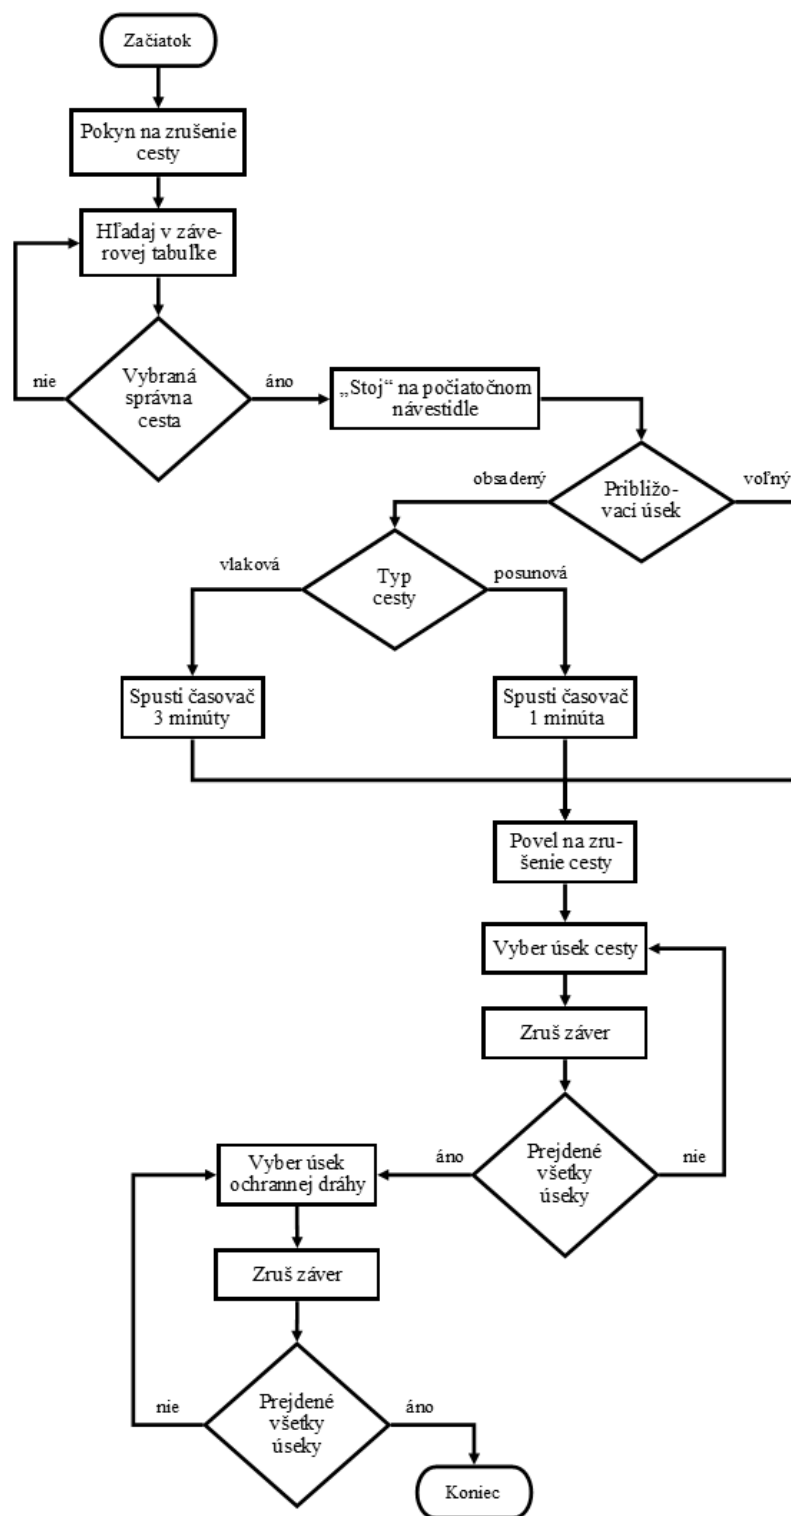 Začiatok
Pokyn na zrušenie
cesty
Hľadaj v záve-
rovej tabuľke
nie
Vybraná
správna
cesta
áno
„Stoj“ na počiatočnom
návestidle
obsadený
Približo-
vací úsek
voľný
vlaková
Typ
cesty
posunová
Spusti časovač
3 minúty
Spusti časovač
1 minúta
Povel na zru-
šenie cesty
Vyber úsek cesty
Zruš záver
áno
Prejdené
všetky
úseky
nie
Vyber úsek
ochrannej dráhy
Zruš záver
nie
Prejdené
všetky
úseky
áno
Koniec